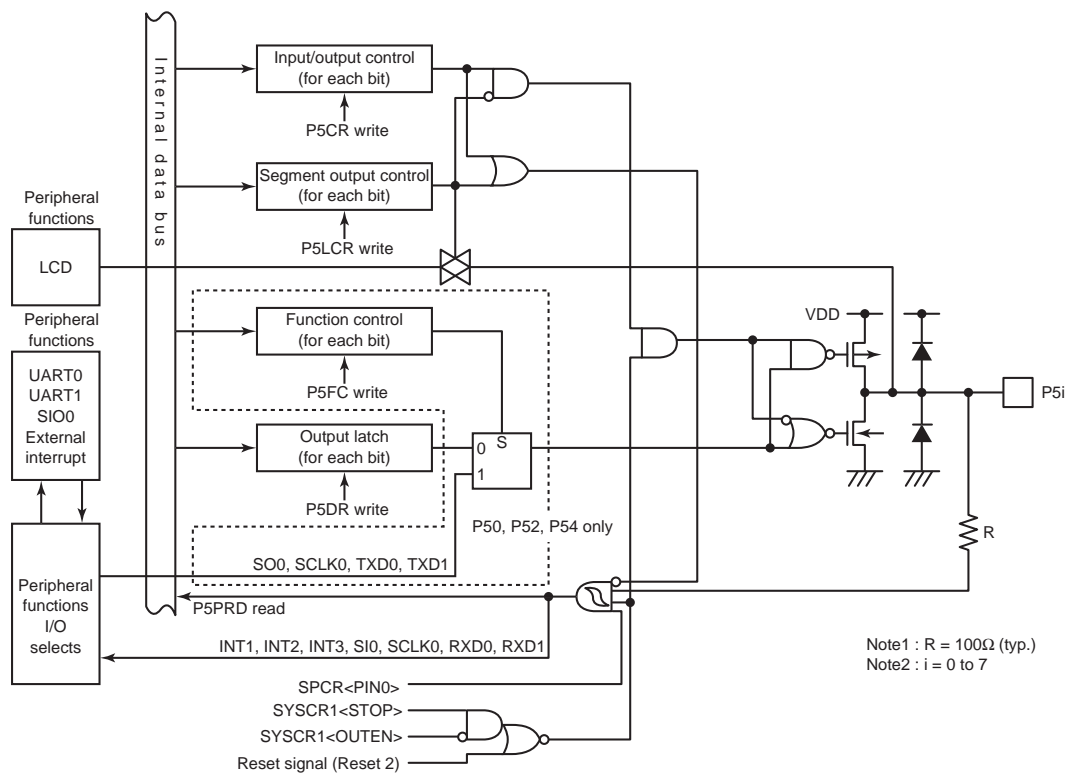 Internal data bus
Input/output control
(for each bit)
P5CR write
Segment output control
(for each bit)
P5LCR write
Peripheral
functions
LCD
Peripheral
functions
UART0
UART1
SIO0
External
interrupt
Function control
(for each bit)
P5FC write
Output latch
(for each bit)
P5DR write
S
0
1
VDD
P5i
R
P50, P52, P54 only
SO0, SCLK0, TXD0, TXD1
Peripheral
functions
I/O
selects
P5PRD read
INT1, INT2, INT3, SI0, SCLK0, RXD0, RXD1
SPCR<PIN0>
SYSCR1<STOP>
SYSCR1<OUTEN>
Reset signal (Reset 2)
Note1 : R = 100Ω (typ.)
Note2 : i = 0 to 7